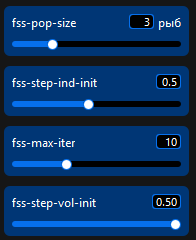 fss-pop-size 3 рыб
fss-step-ind-init 0.5
fss-max-iter 10
fss-step-vol-init 0.50